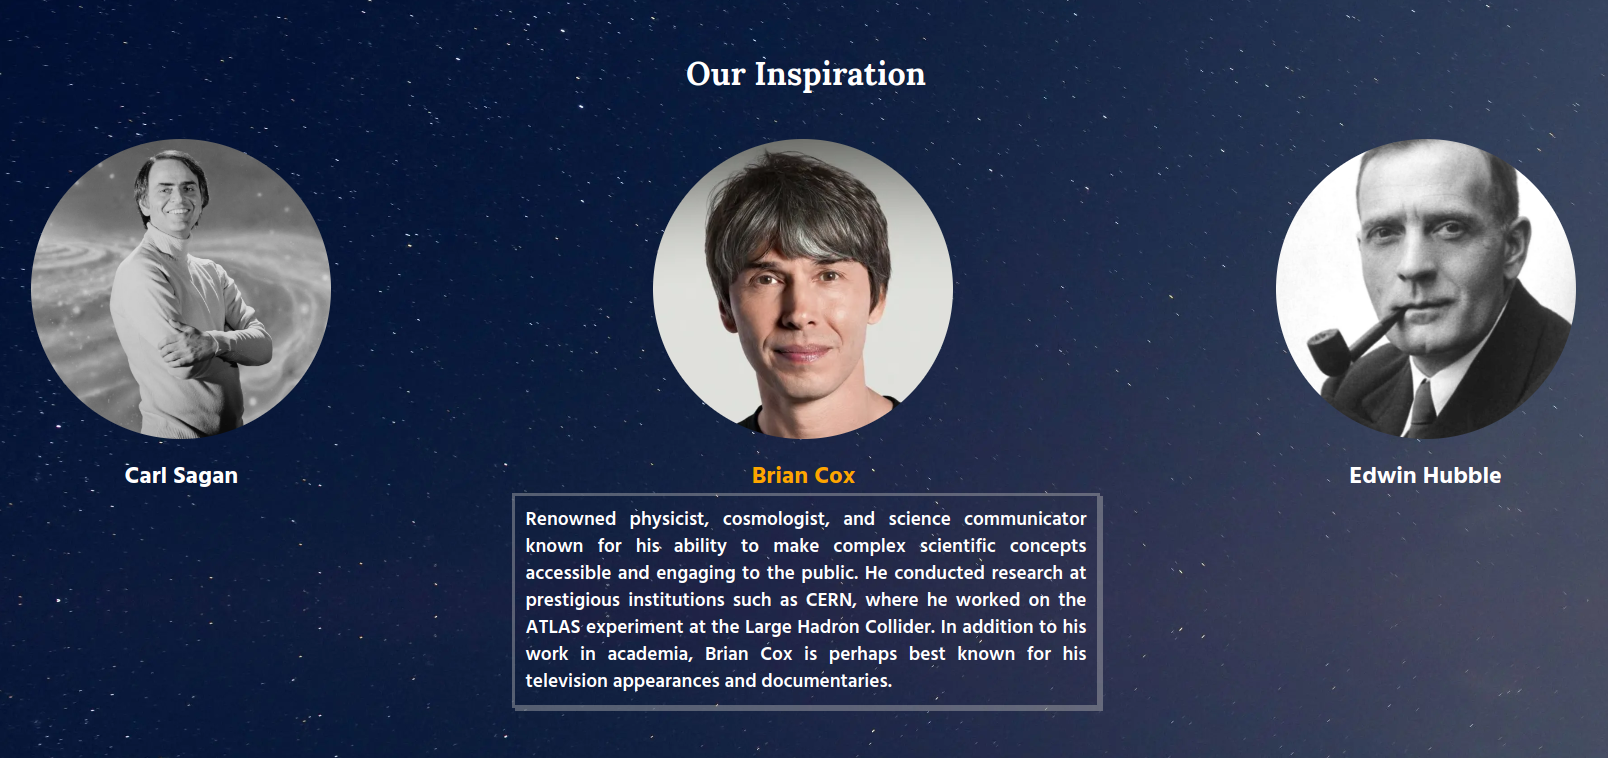 Our Inspiration
Carl Sagan
Brian Cox
Edwin Hubble
Renowned physicist, cosmologist, and science communicator
known for his ability to make complex scientific concepts
accessible and engaging to the public. He conducted research at
prestigious institutions such as CERN, where he worked on the
ATLAS experiment at the Large Hadron Collider. In addition to his
work in academia, Brian Cox is perhaps best known for his
television appearances and documentaries.